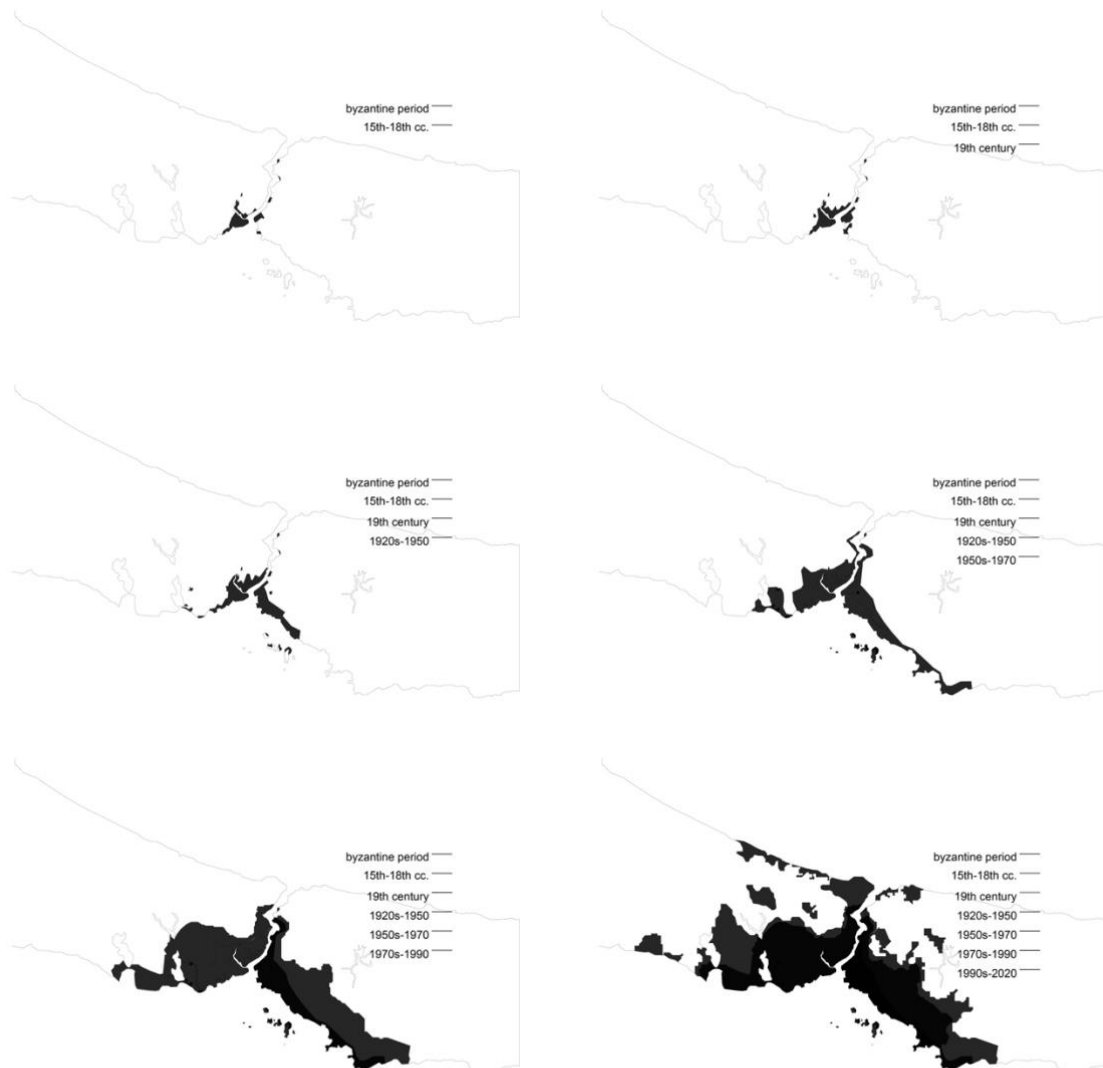 byzantine period
15th-18th cc.
byzantine period
15th-18th cc.
19th century
byzantine period
15th-18th cc.
19th century
1920s-1950
byzantine period
15th-18th cc.
19th century
1920s-1950
1950s-1970
byzantine period
15th-18th cc.
19th century
1920s-1950
1950s-1970
1970s-1990
byzantine period
15th-18th cc.
19th century
1920s-1950
1950s-1970
1970s-1990
1990s-2020